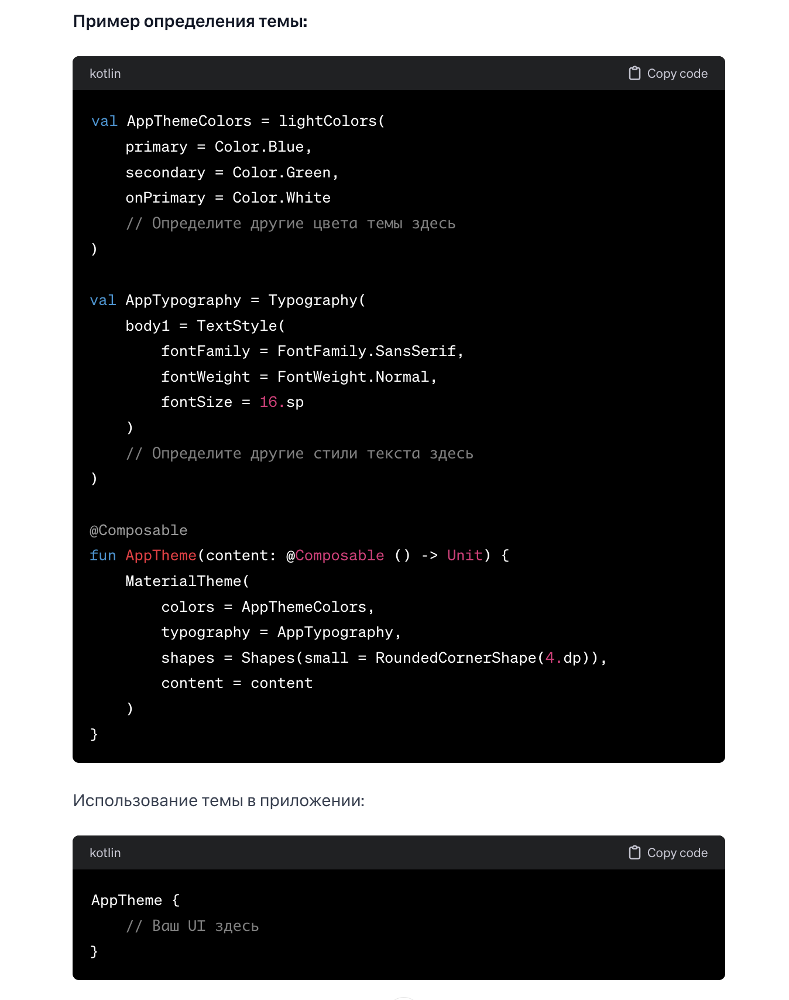 Пример определения темы:
kotlin
Copy code
val AppThemeColors = lightColors(
    primary = Color.Blue,
    secondary = Color.Green,
    onPrimary = Color.White
    // Определите другие цвета темы здесь
)
val AppTypography = Typography(
    body1 = TextStyle(
        fontFamily = FontFamily.SansSerif,
        fontWeight = FontWeight.Normal,
        fontSize = 16.sp
    )
    // Определите другие стили текста здесь
)
@Composable
fun AppTheme(content: @Composable () -> Unit) {
    MaterialTheme(
        colors = AppThemeColors,
        typography = AppTypography,
        shapes = Shapes(small = RoundedCornerShape(4.dp)),
        content = content
    )
}
Использование темы в приложении:
kotlin
Copy code
AppTheme {
    // Ваш UI здесь
}